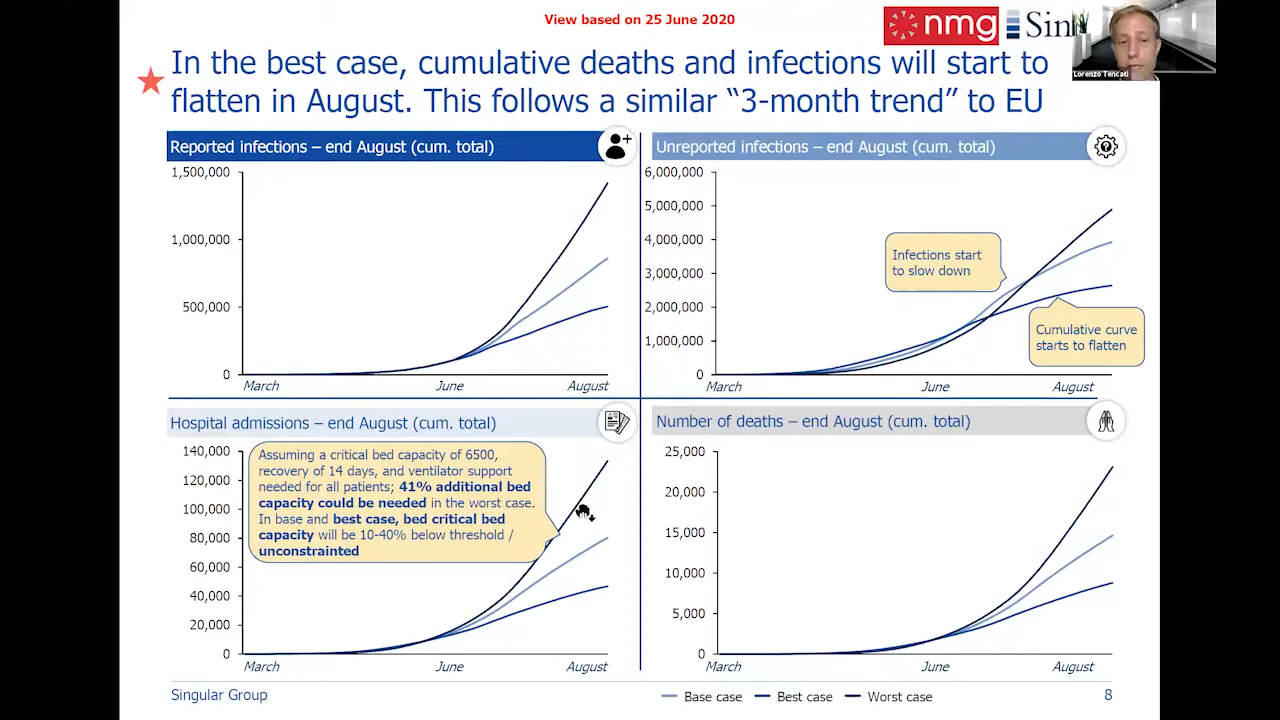 View based on 25 June 2020
nmg
Sin
Lorenzo Tencati
In the best case, cumulative deaths and infections will start to
flatten in August. This follows a similar “3-month trend” to EU
Reported infections – end August (cum. total)
1,500,000
1,000,000
500,000
0
March
June
August
Unreported infections – end August (cum. total)
6,000,000
5,000,000
4,000,000
3,000,000
2,000,000
1,000,000
0
Infections start
to slow down
Cumulative curve
starts to flatten
March
June
August
Hospital admissions – end August (cum. total)
140,000
120,000
100,000
80,000
60,000
40,000
20,000
0
Assuming a critical bed capacity of 6500,
recovery of 14 days, and ventilator support
needed for all patients; 41% additional bed
capacity could be needed in the worst case.
In base and best case, bed critical bed
capacity will be 10-40% below threshold /
unconstrainted
March
June
August
Number of deaths – end August (cum. total)
25,000
20,000
15,000
10,000
5,000
0
March
June
August
Singular Group
Base case
Best case
Worst case
8